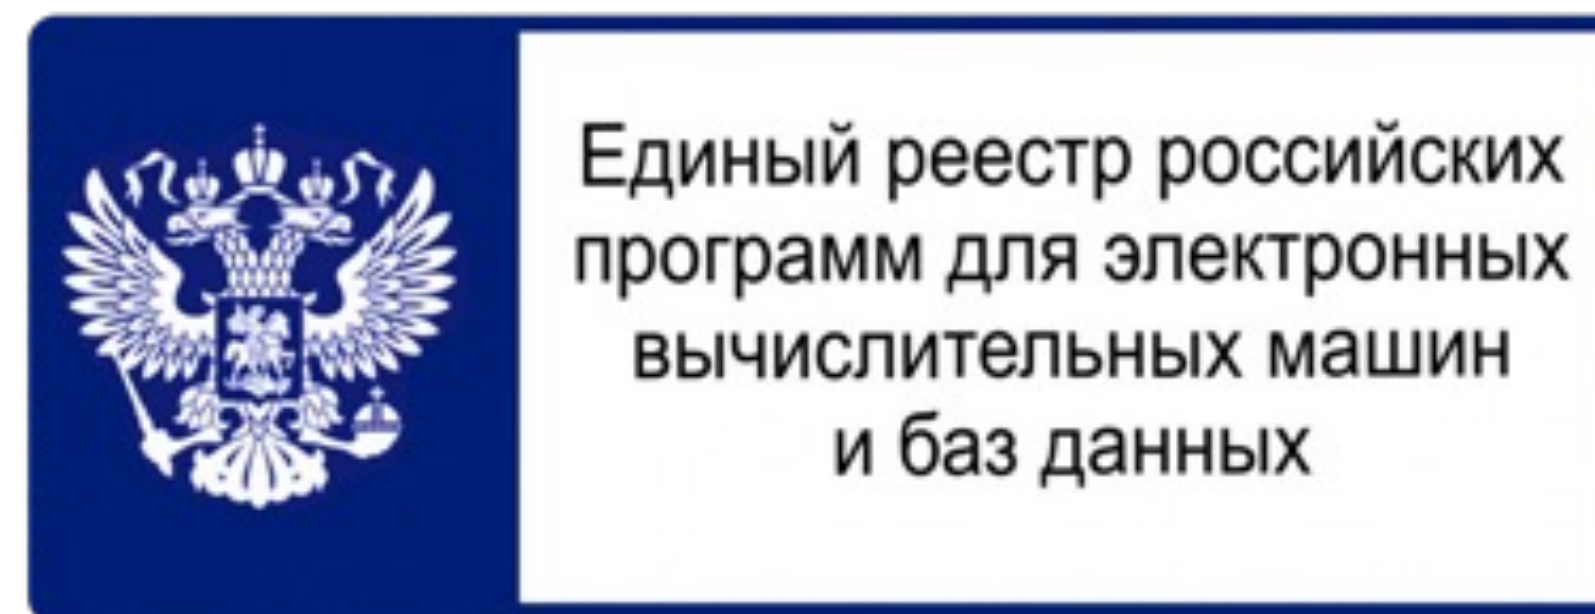 Единый реестр российских
программ для электронных
вычислительных машин
и баз данных